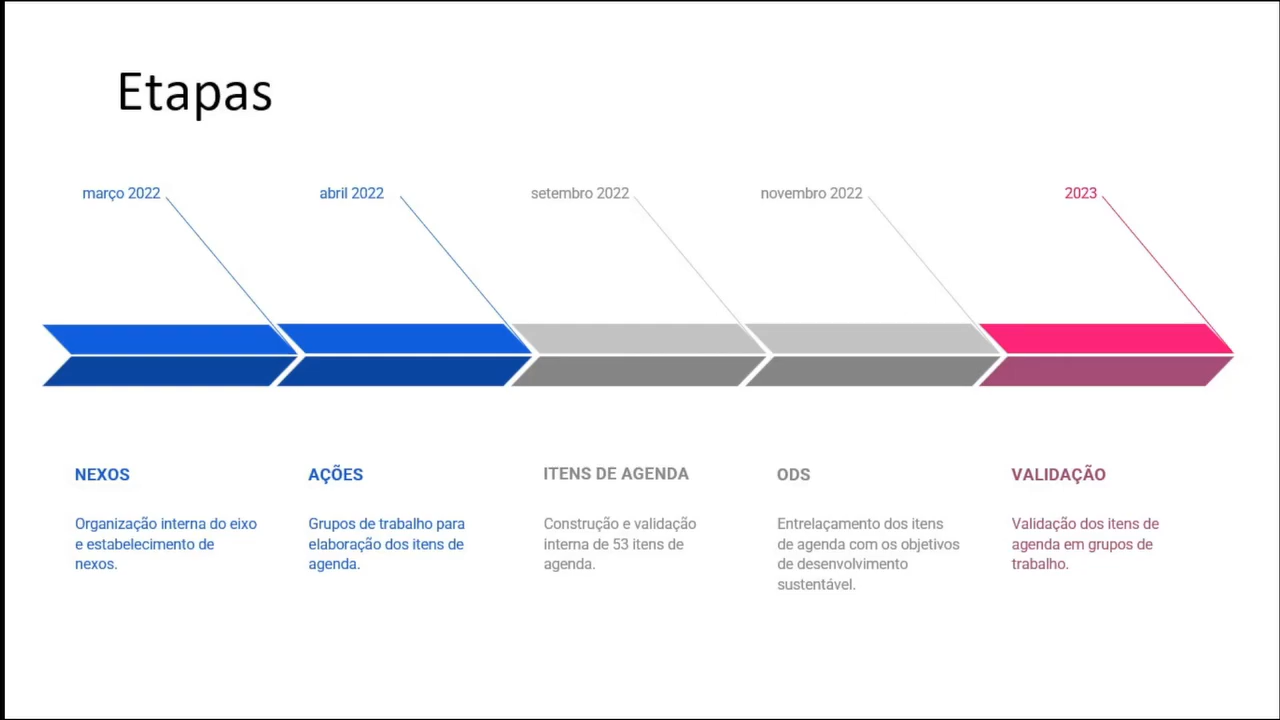 Etapas
março 2022
abril 2022
setembro 2022
novembro 2022
2023
NEXOS
Organização interna do eixo
e estabelecimento de
nexos.
AÇÕES
Grupos de trabalho para
elaboração dos itens de
agenda.
ITENS DE AGENDA
Construção e validação
interna de 53 itens de
agenda.
ODS
Entrelaçamento dos itens
de agenda com os objetivos
de desenvolvimento
sustentável.
VALIDAÇÃO
Validação dos itens de
agenda em grupos de
trabalho.